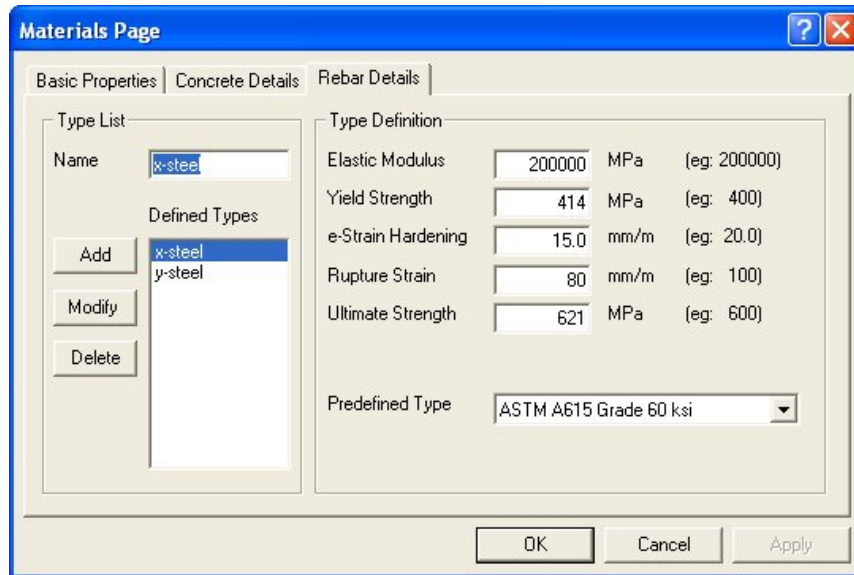 Materials Page
Basic Properties Concrete Details Rebar Details
Type List
Name x-steel
Defined Types
x-steel
y-steel
Add
Modify
Delete
Type Definition
Elastic Modulus 200000 MPa (eg: 200000)
Yield Strength 414 MPa (eg: 400)
e-Strain Hardening 15.0 mm/m (eg: 20.0)
Rupture Strain 80 mm/m (eg: 100)
Ultimate Strength 621 MPa (eg: 600)
Predefined Type ASTM A615 Grade 60 ksi
OK Cancel Apply